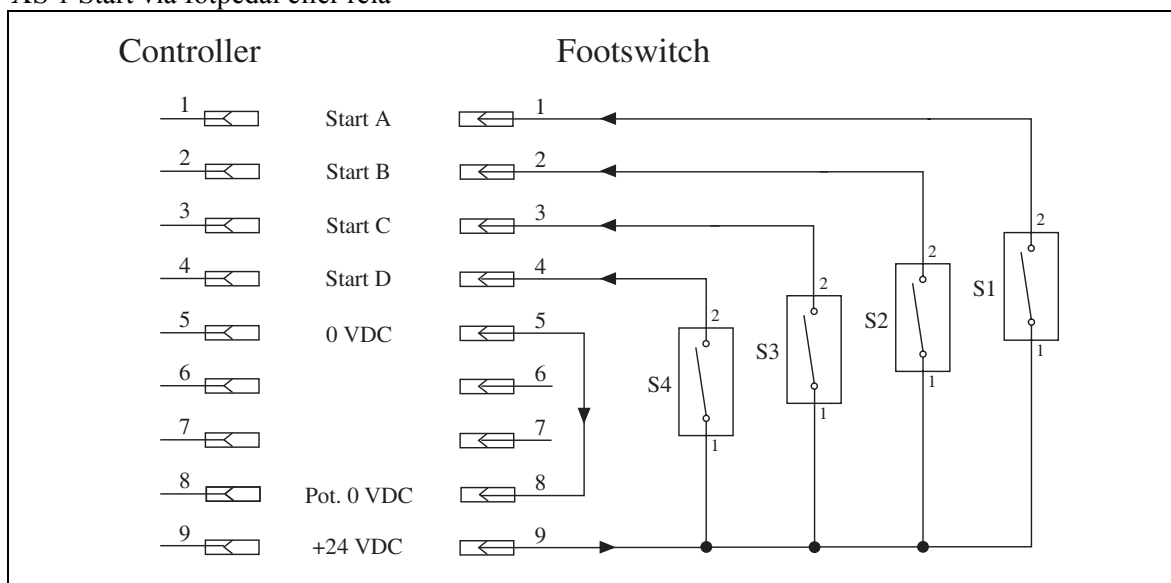 XS 1 Start via fotpedal eller relä
Controller Footswitch
1 Start A 1
2 Start B 2
3 Start C 3
4 Start D 4
5 0 VDC 5
6 6
7 7
8 Pot. 0 VDC 8
9 +24 VDC 9
2
S1
1
2
S2
1
2
S3
1
2
S4
1